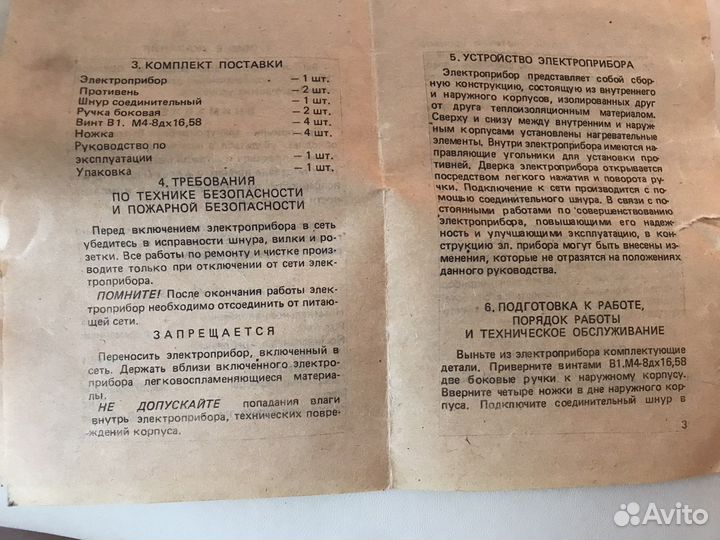 3. КОМПЛЕКТ ПОСТАВКИ
Электроприбор — 1 шт.
Противень — 2 шт.
Шнур соединительный — 1 шт.
Ручка боковая — 2 шт.
Винт В1. М4-8дх16,58 — 4 шт.
Ножка — 4 шт.
Руководство по
эксплуатации — 1 шт.
Упаковка — 1 шт.
4. ТРЕБОВАНИЯ
ПО ТЕХНИКЕ БЕЗОПАСНОСТИ
И ПОЖАРНОЙ БЕЗОПАСНОСТИ
Перед включением электроприбора в сеть
убедитесь в исправности шнура, вилки и ро-
зетки. Все работы по ремонту и чистке произ-
водите только при отключении от сети элек-
троприбора.
ПОМНИТЕ! После окончания работы элек-
троприбор необходимо отсоединить от питаю-
щей сети.
ЗАПРЕЩАЕТСЯ
Переносить электроприбор, включенный в
сеть. Держать вблизи включенного электро-
прибора легковоспламеняющиеся материа-
лы.
НЕ ДОПУСКАЙТЕ попадания влаги
внутрь электроприбора, технических повре-
ждений корпуса.
5. УСТРОЙСТВО ЭЛЕКТРОПРИБОРА
Электроприбор представляет собой сбор-
ную конструкцию, состоящую из внутреннего
и наружного корпусов, изолированных друг
от друга теплоизоляционным материалом.
Сверху и снизу между внутренним и наруж-
ным корпусами установлены нагревательные
элементы. Внутри электроприбора имеются на-
правляющие угольники для установки про-
тивней. Дверка электроприбора открывается
посредством легкого нажатия и поворота ру-
чки. Подключение к сети производится с по-
мощью соединительного шнура. В связи с по-
стоянными работами по совершенствованию
электроприбора, повышающими его надеж-
ность и улучшающими эксплуатацию, в кон-
струкцию эл. прибора могут быть внесены из-
менения, которые не отразятся на положениях
данного руководства.
6. ПОДГОТОВКА К РАБОТЕ,
ПОРЯДОК РАБОТЫ
И ТЕХНИЧЕСКОЕ ОБСЛУЖИВАНИЕ
Выньте из электроприбора комплектующие
детали. Приверните винтами В1.М4-8дх16,58
две боковые ручки к наружному корпусу.
Вверните четыре ножки в дне наружного кор-
пуса. Подключите соединительный шнур в
3
Avito